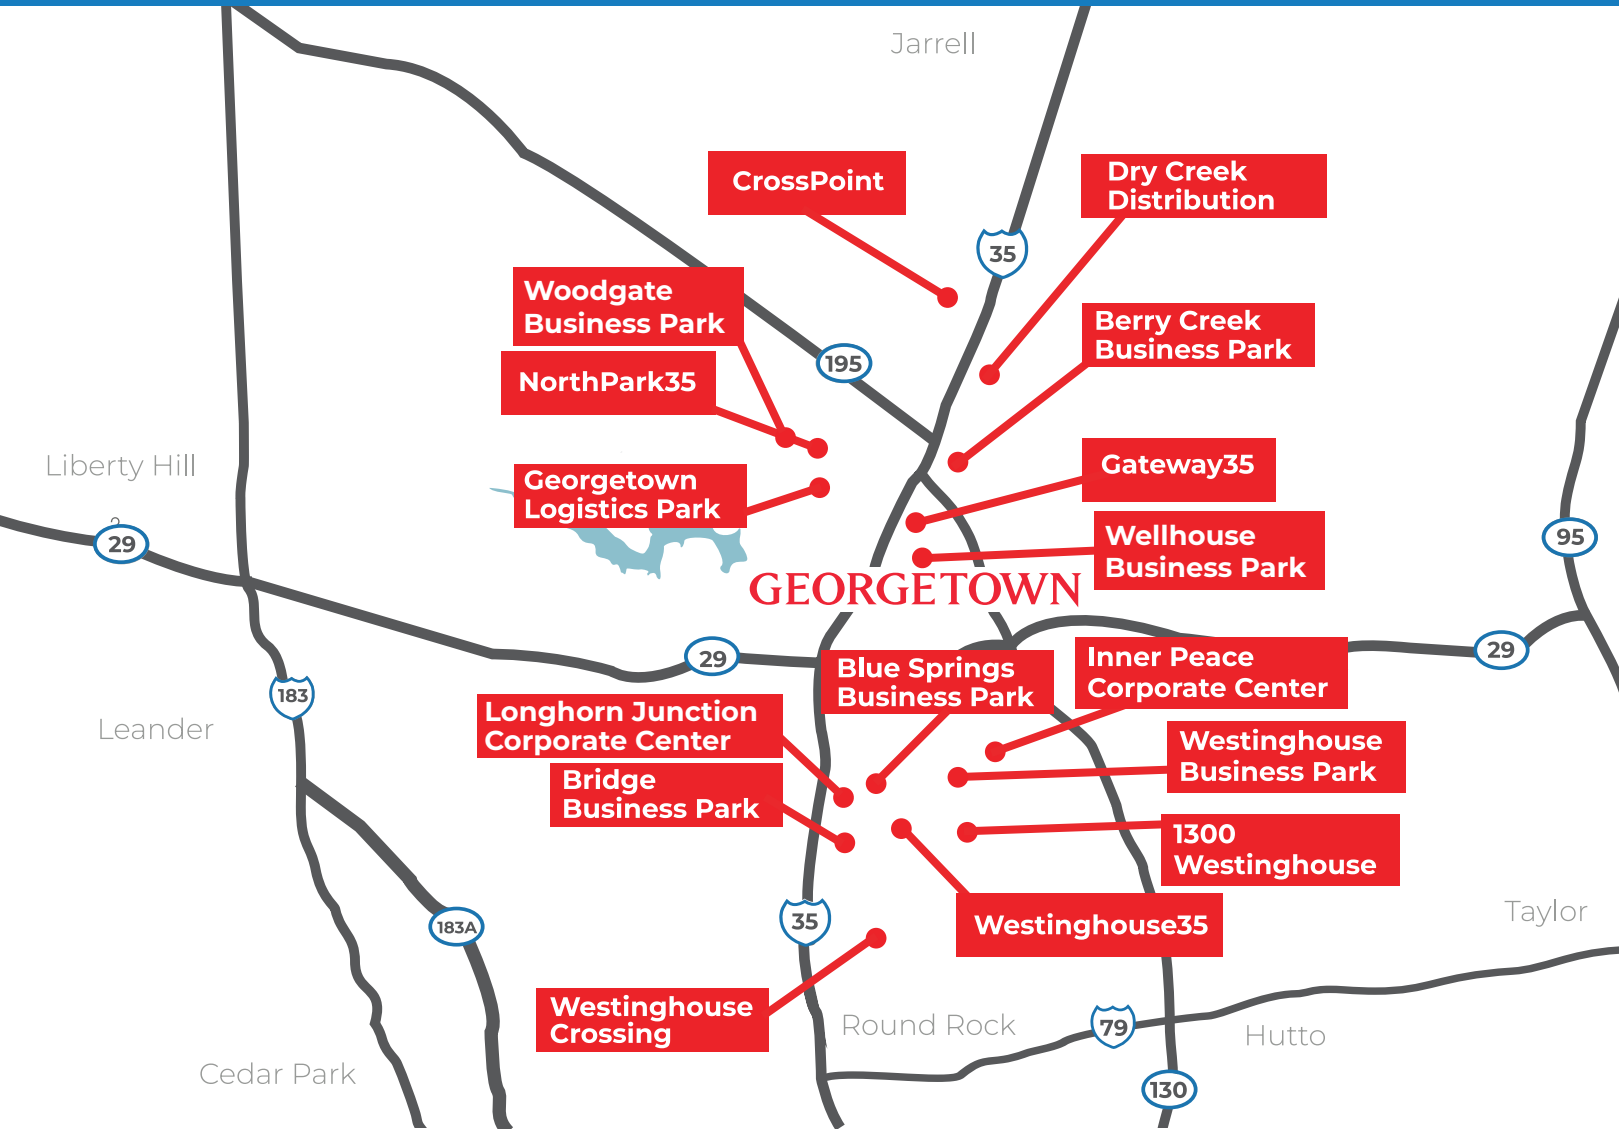 Jarrell
CrossPoint
Dry Creek
Distribution
35
Woodgate
Business Park
Berry Creek
Business Park
195
NorthPark35
Liberty Hill
Gateway35
Georgetown
Logistics Park
2
29
Wellhouse
Business Park
95
GEORGETOWN
29
29
Blue Springs
Business Park
Inner Peace
Corporate Center
183
Leander
Longhorn Junction
Corporate Center
Westinghouse
Business Park
Bridge
Business Park
1300
Westinghouse
183A
35
Westinghouse35
Taylor
Westinghouse
Crossing
Round Rock
79
Hutto
Cedar Park
130